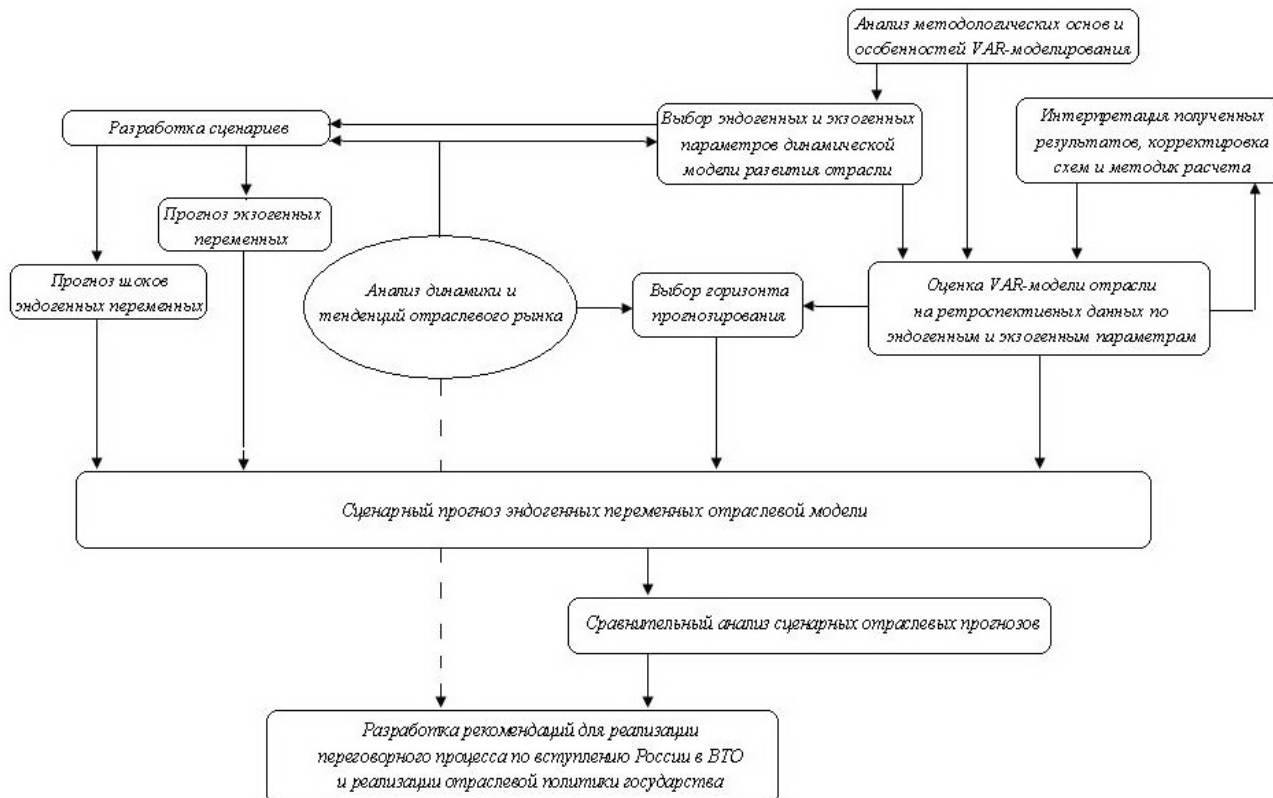 Анализ методологических основ и
особенностей VAR-моделирования
Разработка сценариев
Выбор эндогенных и экзогенных
параметров динамической
модели развития отрасли
Интерпретация полученных
результатов, корректировка
схем и методик расчета
Прогноз экзогенных
переменных
Прогноз шоков
эндогенных переменных
Анализ динамики и
тенденций отраслевого рынка
Выбор горизонта
прогнозирования
Оценка VAR-модели отрасли
на ретроспективных данных по
эндогенным и экзогенным параметрам
Сценарный прогноз эндогенных переменных отраслевой модели
Сравнительный анализ сценарных отраслевых прогнозов
Разработка рекомендаций для реализации
переговорного процесса по вступлению России в ВТО
и реализации отраслевой политики государства